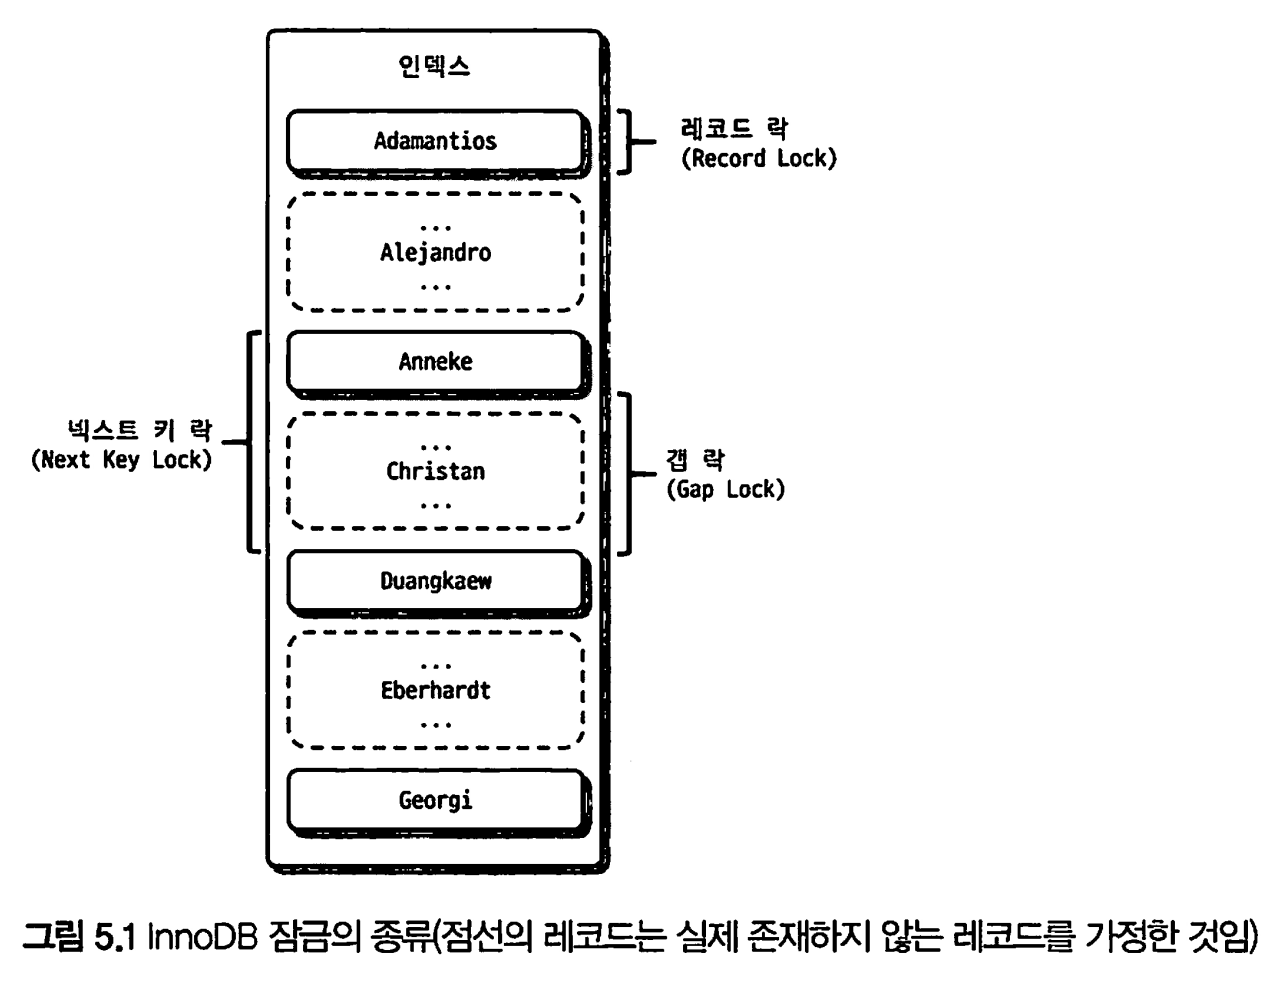 인덱스
Adamantios
레코드 락
(Record Lock)
...
Alejandro
...
Anneke
넥스트 키 락
(Next Key Lock)
...
Christan
...
갭 락
(Gap Lock)
Duangkaew
...
Eberhardt
...
Georgi
그림 5.1 InnoDB 잠금의 종류(점선의 레코드는 실제 존재하지 않는 레코드를 가정한 것임)